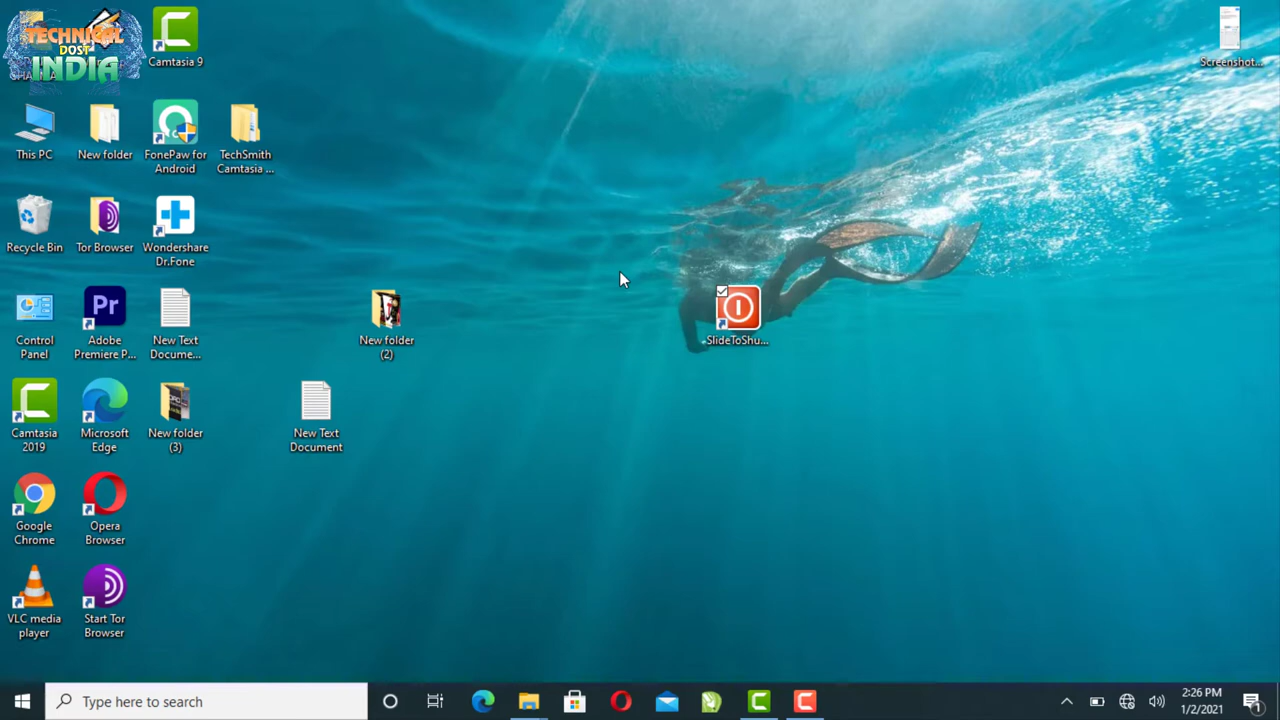 TECHNICAL
DOST
INDIA
Camtasia 9
Screenshot...
This PC
New folder
FonePaw for
Android
TechSmith
Camtasia ...
Recycle Bin
Tor Browser
Wondershare
Dr.Fone
Control
Panel
Pr
Adobe
Premiere P...
New Text
Docume...
New folder
(2)
SlideToShu...
Camtasia
2019
Microsoft
Edge
New folder
(3)
New Text
Document
Google
Chrome
Opera
Browser
VLC media
player
Start Tor
Browser
Type here to search
2:26 PM
1/2/2021
1